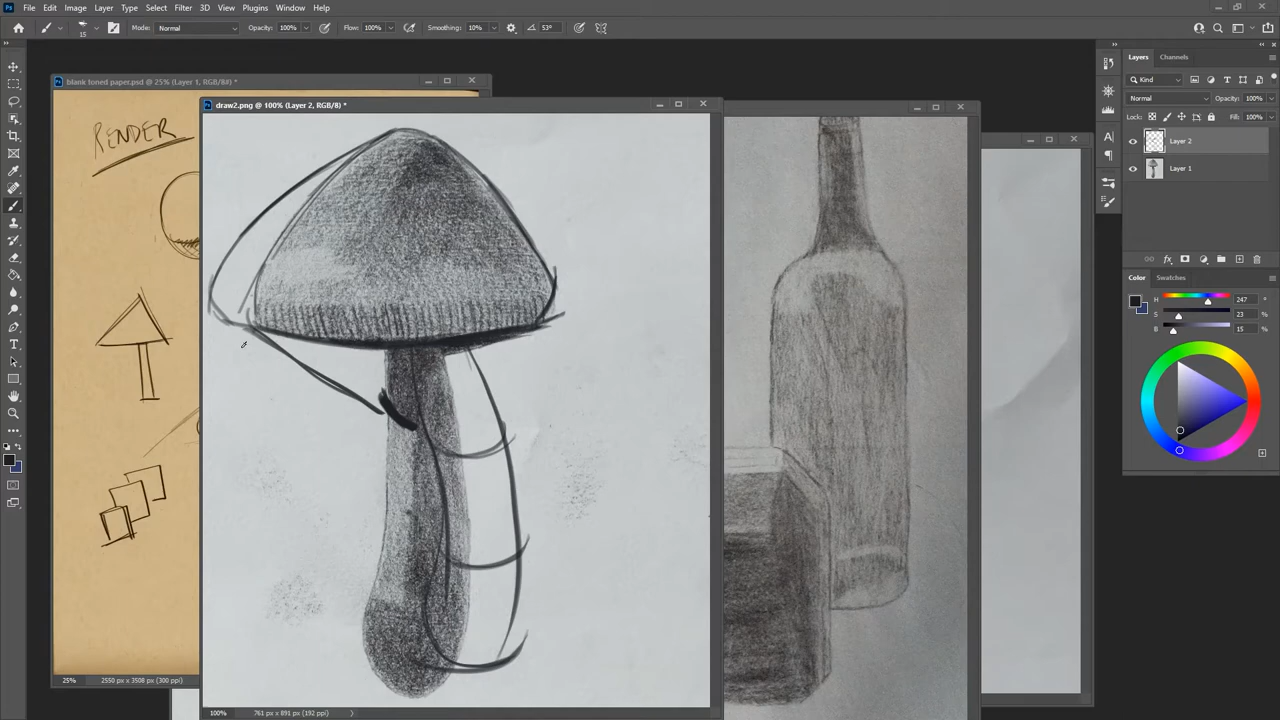 File Edit Image Layer Type Select Filter 3D View Plugins Window Help
15 Mode: Normal Opacity: 100% Flow: 100% Smoothing: 10% 53°
blank toned paper.psd @ 25% (Layer 1, RGB/8#) *
draw2.png @ 100% (Layer 2, RGB/8) *
RENDER
25% 2550 px x 3508 px (300 ppi)
100% 761 px x 891 px (192 ppi)
Layers Channels
Kind
Normal Opacity: 100%
Lock: Fill: 100%
Layer 2
Layer 1
Color Swatches
H 247 °
S 23 %
B 15 %